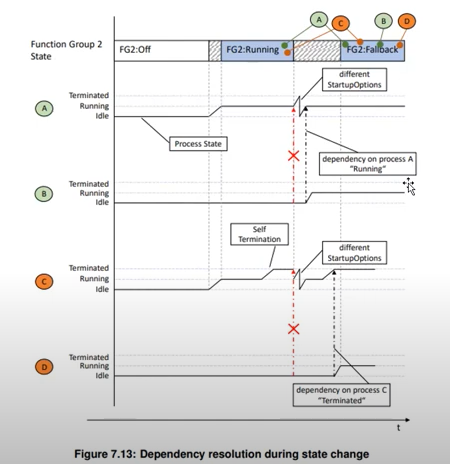 A
C
B
D
Function Group 2
State
FG2:Off
FG2:Running
FG2:Fallback
different
StartupOptions
Terminated
Running
Idle
A
Process State
dependency on process A
"Running"
Terminated
Running
Idle
B
Self
Termination
different
StartupOptions
Terminated
Running
Idle
C
Terminated
Running
Idle
D
dependency on process C
"Terminated"
t
Figure 7.13: Dependency resolution during state change